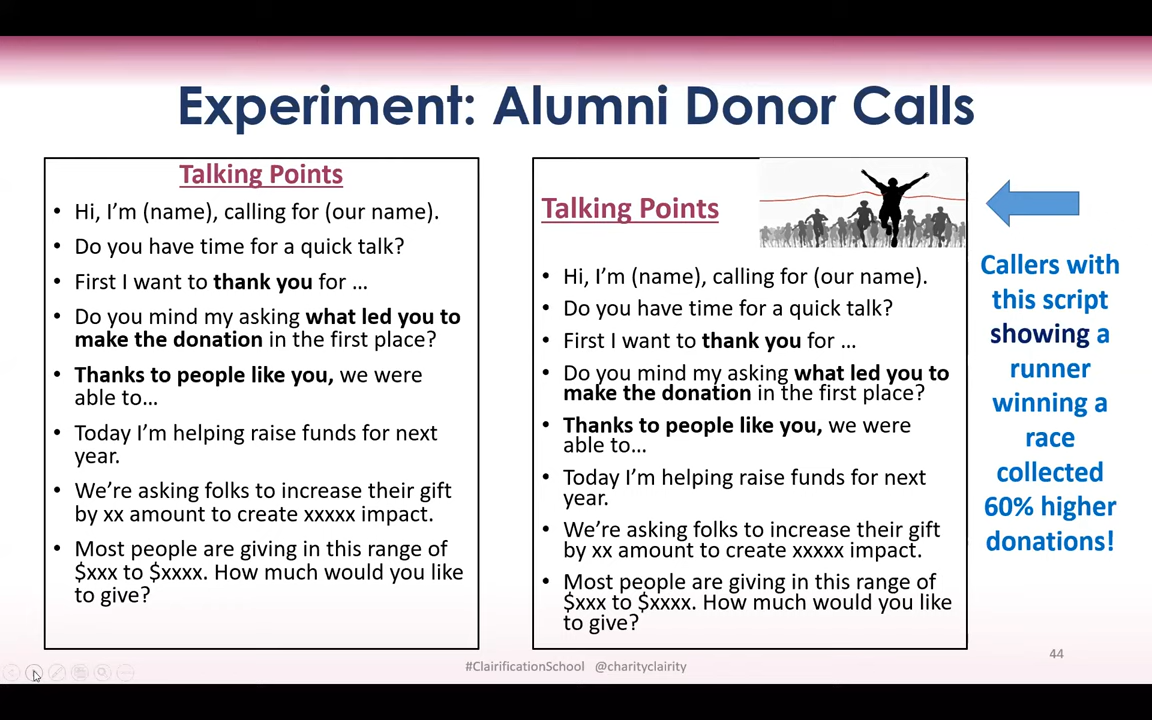 Experiment: Alumni Donor Calls
Talking Points
• Hi, I'm (name), calling for (our name).
• Do you have time for a quick talk?
• First I want to thank you for …
• Do you mind my asking what led you to
make the donation in the first place?
• Thanks to people like you, we were
able to…
• Today I'm helping raise funds for next
year.
• We're asking folks to increase their gift
by xx amount to create xxxxx impact.
• Most people are giving in this range of
$xxx to $xxxx. How much would you like
to give?
Talking Points
• Hi, I'm (name), calling for (our name).
• Do you have time for a quick talk?
• First I want to thank you for …
• Do you mind my asking what led you to
make the donation in the first place?
• Thanks to people like you, we were
able to…
• Today I'm helping raise funds for next
year.
• We're asking folks to increase their gift
by xx amount to create xxxxx impact.
• Most people are giving in this range of
$xxx to $xxxx. How much would you like
to give?
Callers with
this script
showing a
runner
winning a
race
collected
60% higher
donations!
#ClairificationSchool @charityclairity
44